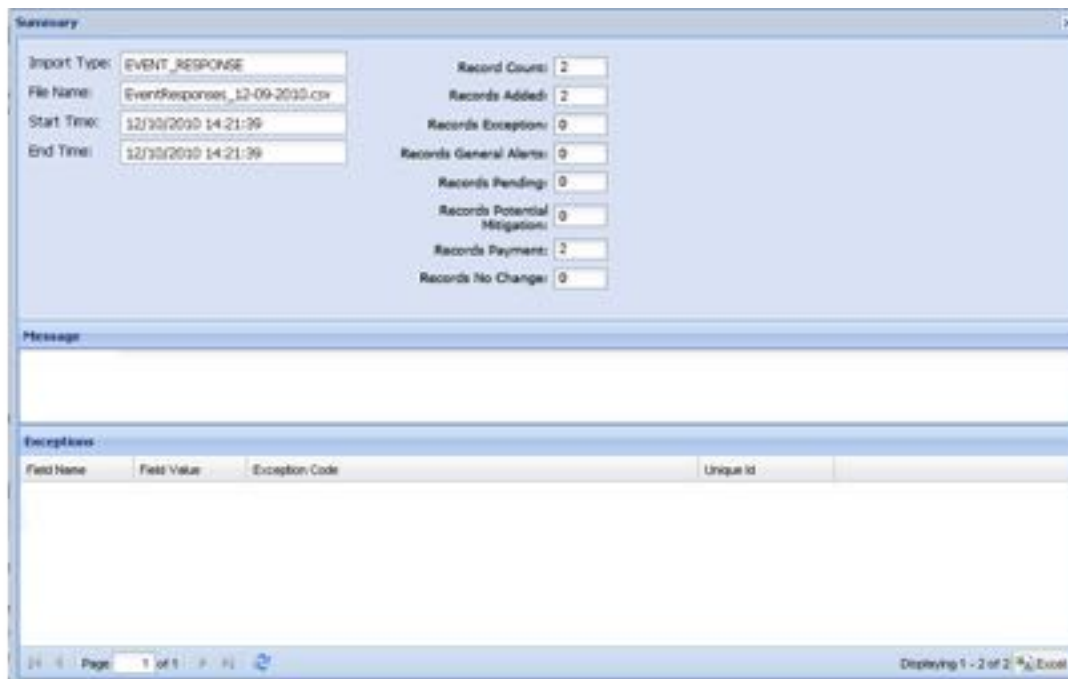 Summary
Import Type: EVENT_RESPONSE
File Name: EventResponses_12-09-2010.csv
Start Time: 12/10/2010 14:21:39
End Time: 12/10/2010 14:21:39
Record Count: 2
Records Added: 2
Records Exception: 0
Records General Alerts: 0
Records Pending: 0
Records Potential Mitigation: 0
Records Payment: 2
Records No Change: 0
Message
Exceptions
Field Name Field Value Exception Code Unique Id
Page 1 of 1 Displaying 1 - 2 of 2 Excel